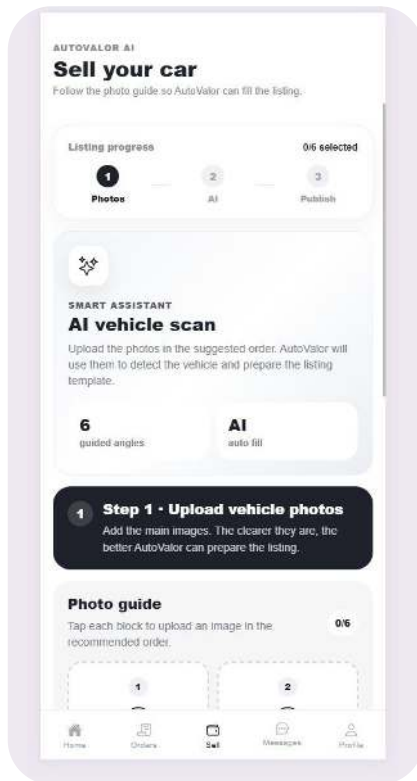 AUTOVALOR AI
Sell your car
Follow the photo guide so AutoValor can fill the listing.
Listing progress
0/6 selected
1
2
3
Photos
AI
Publish
SMART ASSISTANT
AI vehicle scan
Upload the photos in the suggested order. AutoValor will
use them to detect the vehicle and prepare the listing
template.
6
guided angles
AI
auto fill
1
Step 1 · Upload vehicle photos
Add the main images. The clearer they are, the
better AutoValor can prepare the listing.
Photo guide
Tap each block to upload an image in the
recommended order.
0/6
1
2
Home
Orders
Sell
Messages
Profile